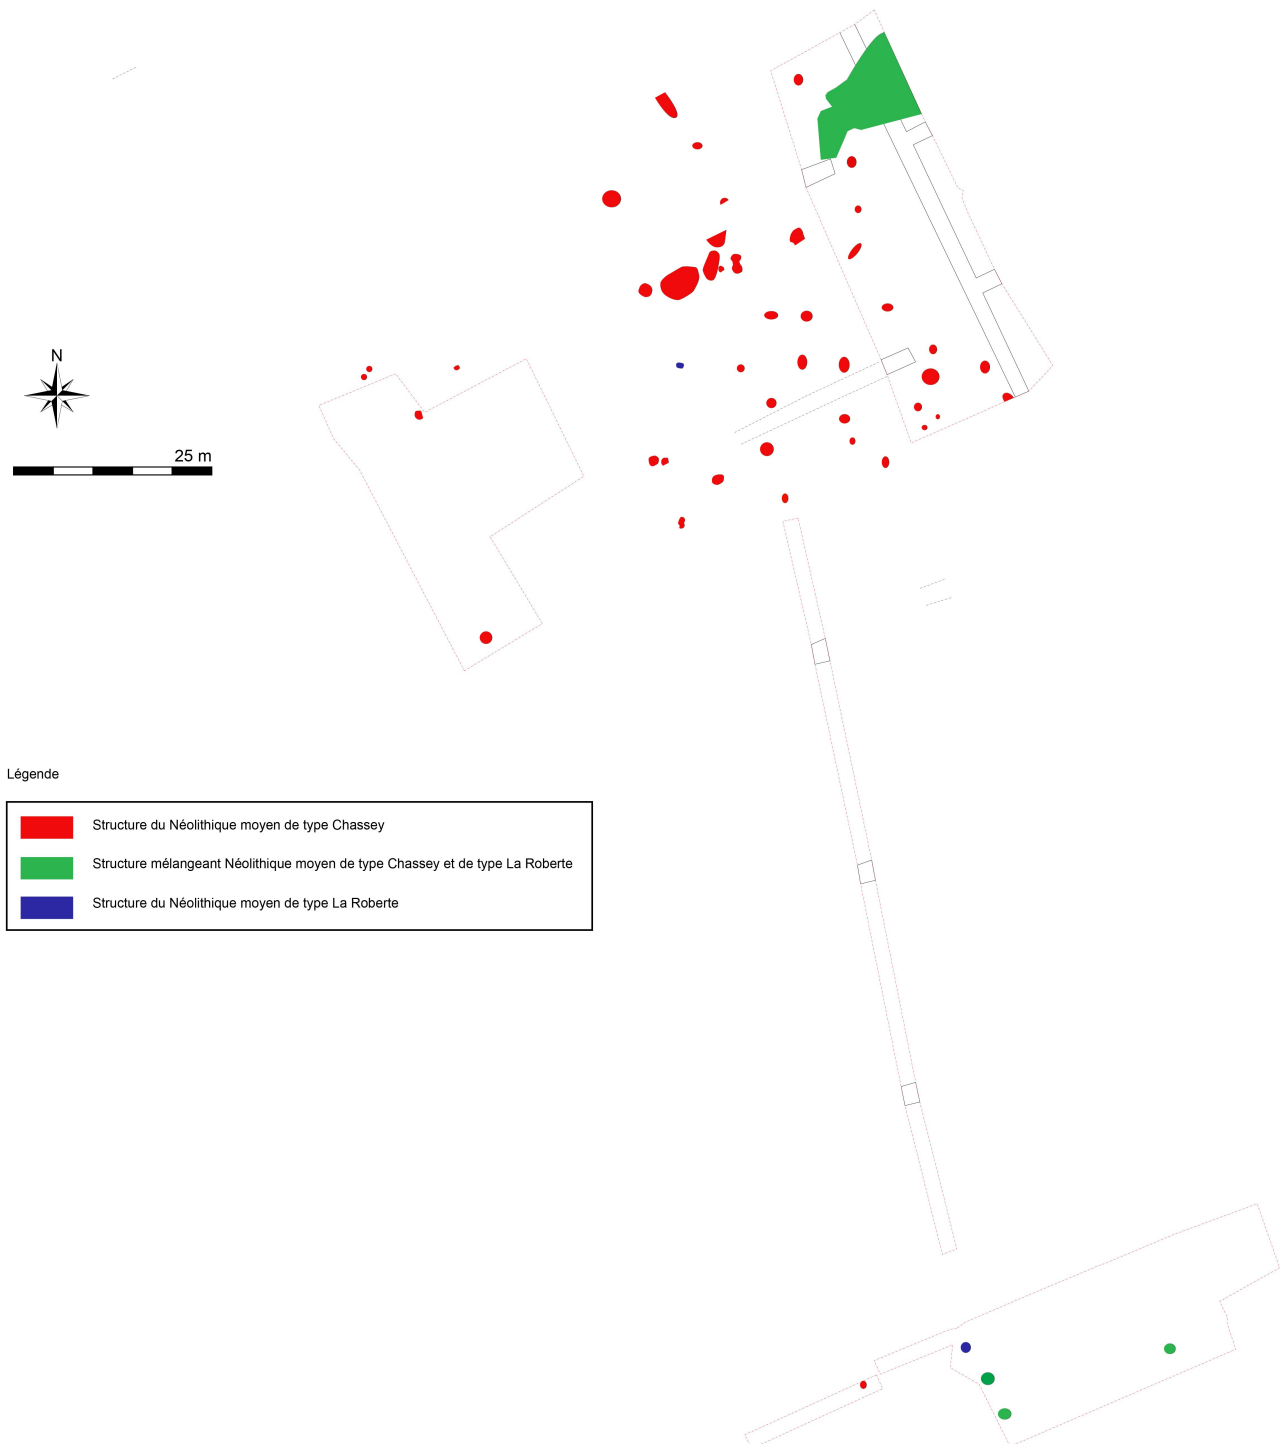 N
25 m
Légende
Structure du Néolithique moyen de type Chassey
Structure mélangeant Néolithique moyen de type Chassey et de type La Roberte
Structure du Néolithique moyen de type La Roberte